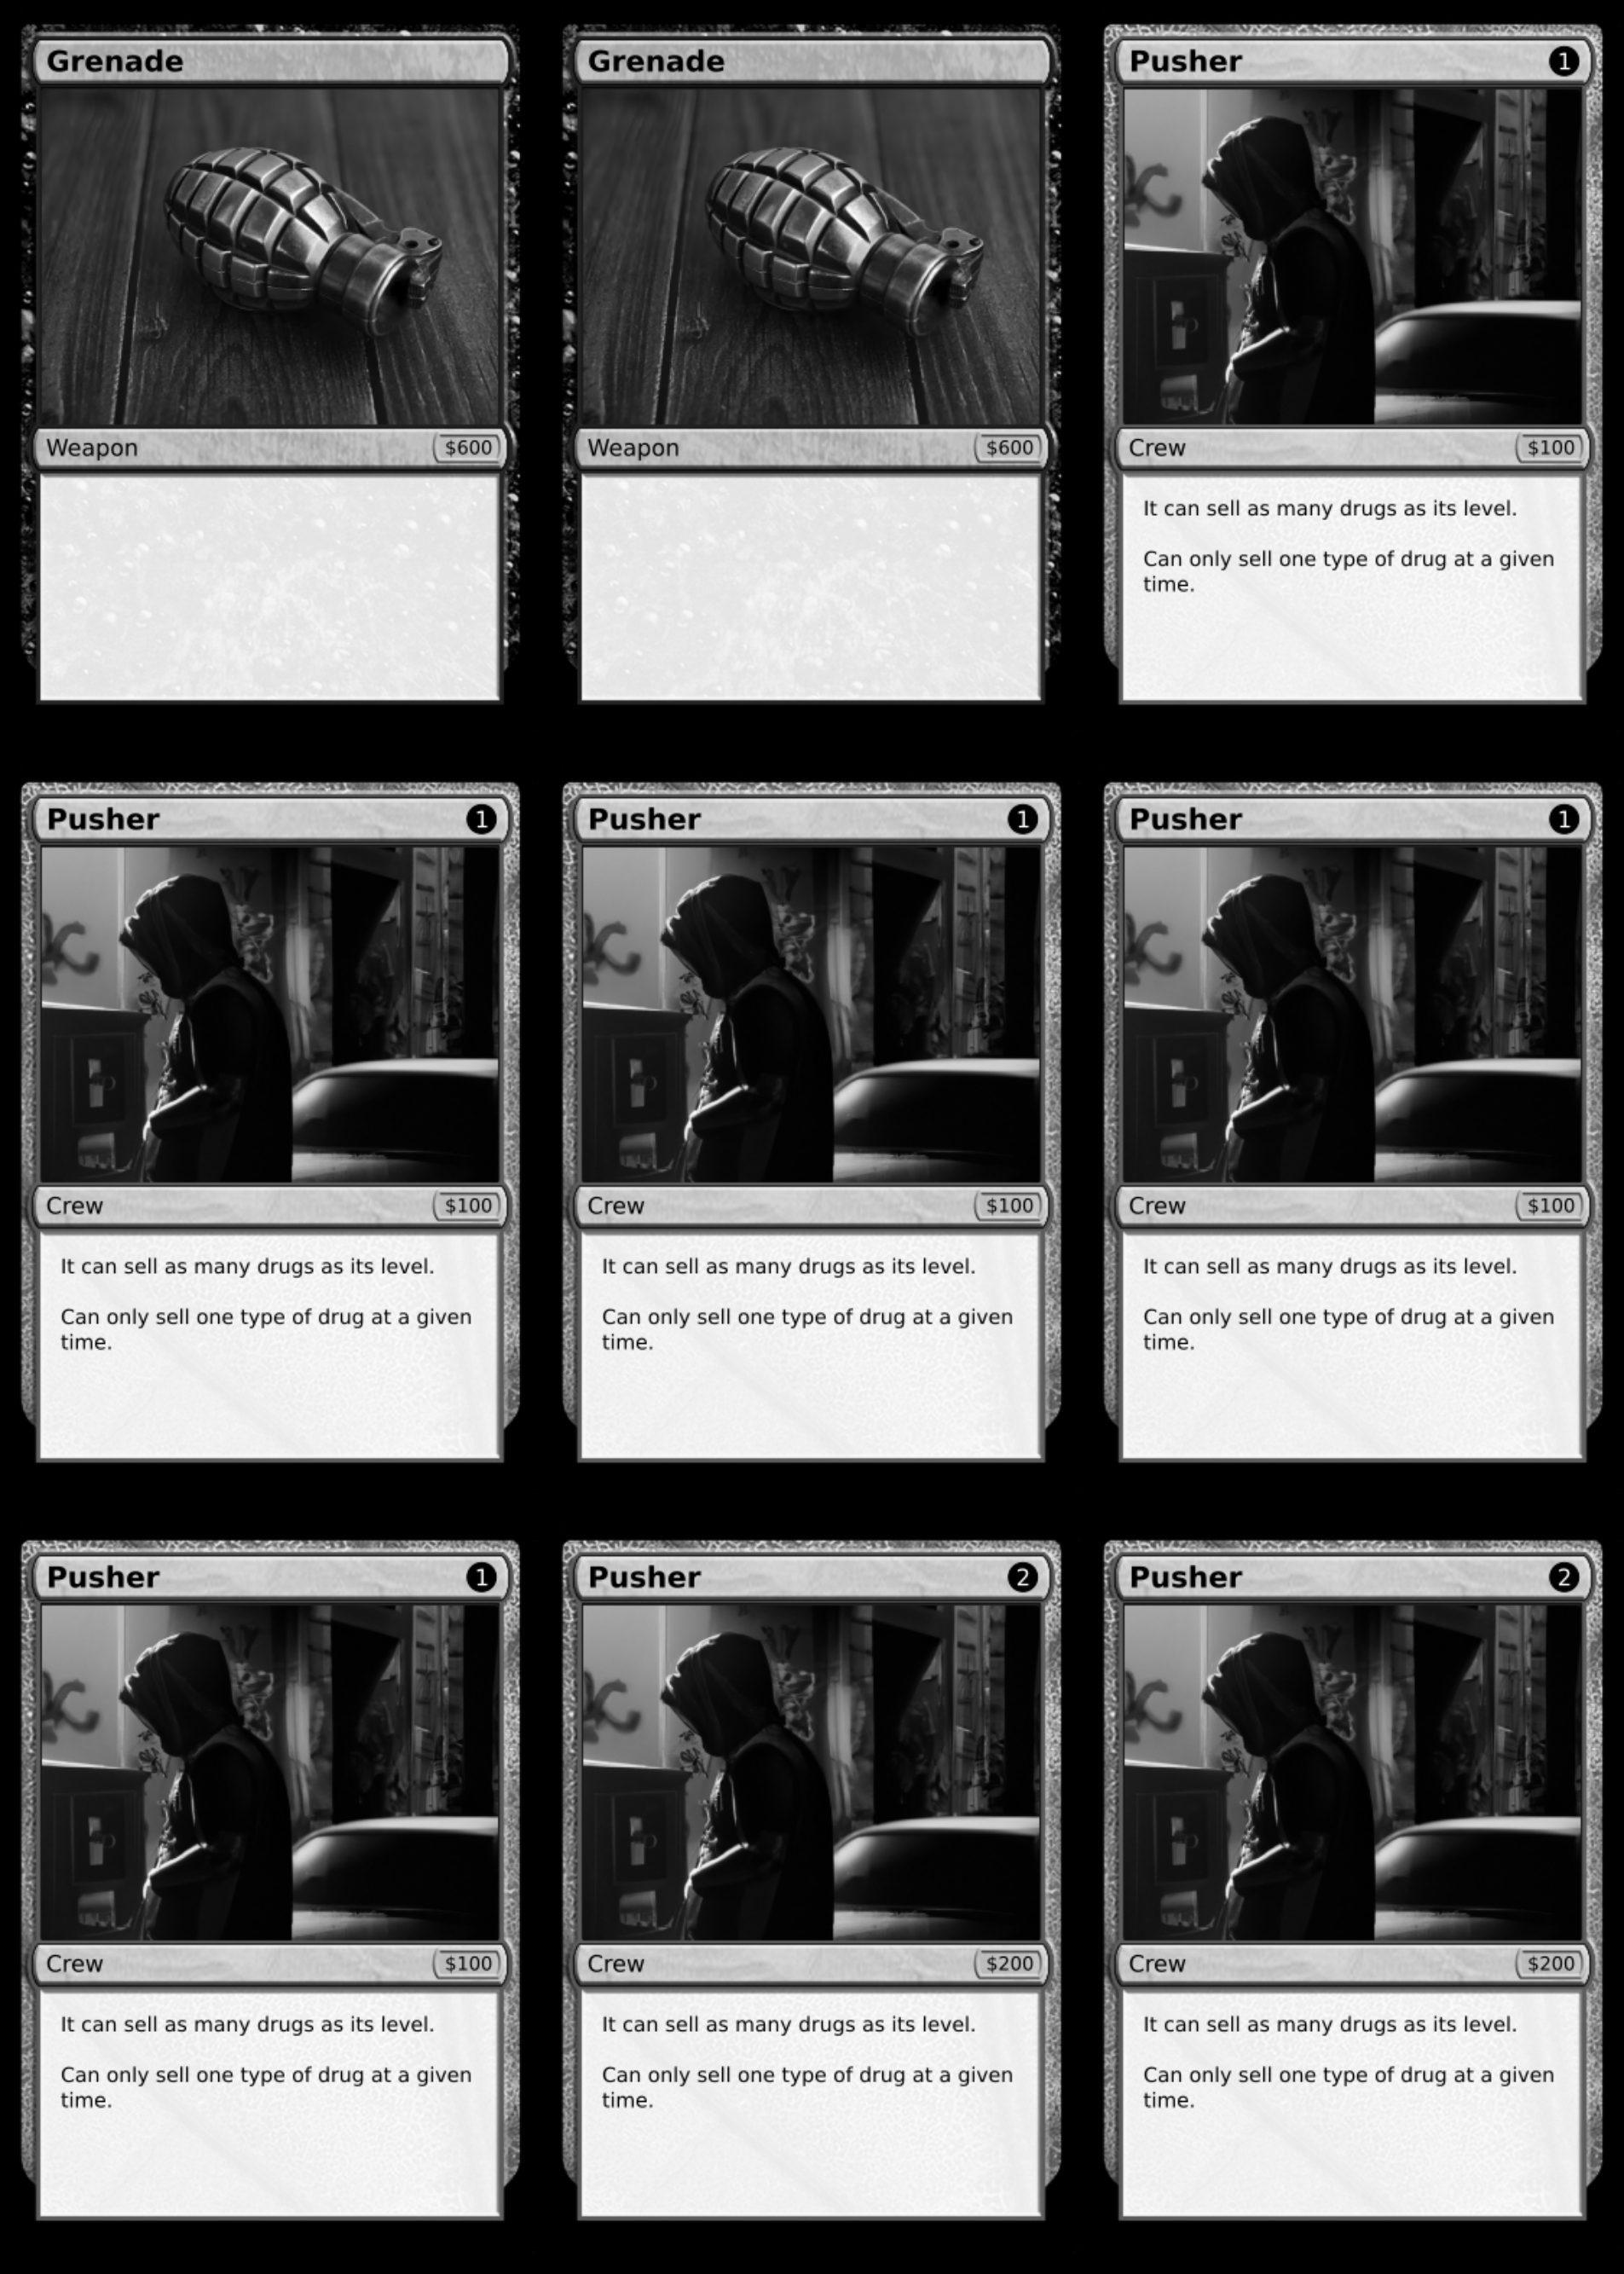 Grenade
Weapon $600
Grenade
Weapon $600
Pusher 1
Crew $100
It can sell as many drugs as its level.
Can only sell one type of drug at a given
time.
Pusher 1
Crew $100
It can sell as many drugs as its level.
Can only sell one type of drug at a given
time.
Pusher 1
Crew $100
It can sell as many drugs as its level.
Can only sell one type of drug at a given
time.
Pusher 1
Crew $100
It can sell as many drugs as its level.
Can only sell one type of drug at a given
time.
Pusher 1
Crew $100
It can sell as many drugs as its level.
Can only sell one type of drug at a given
time.
Pusher 2
Crew $200
It can sell as many drugs as its level.
Can only sell one type of drug at a given
time.
Pusher 2
Crew $200
It can sell as many drugs as its level.
Can only sell one type of drug at a given
time.